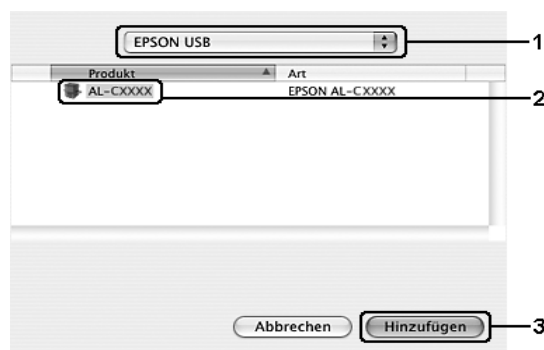 EPSON USB
1
Produkt Art
AL-CXXXX EPSON AL-CXXXX
2
Abbrechen Hinzufügen
3